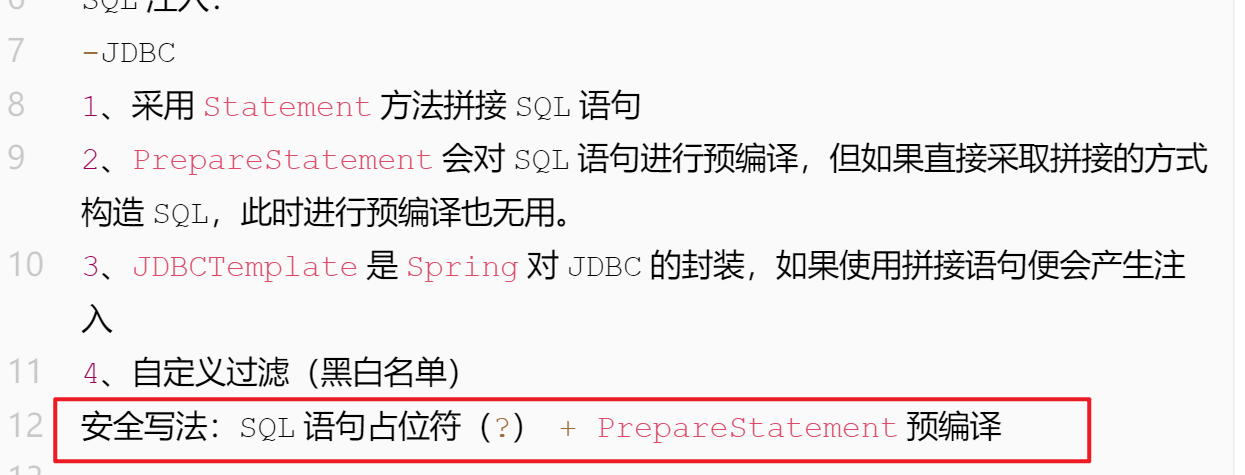 6 SQL 注入：
7 -JDBC
8 1、采用 Statement 方法拼接 SQL 语句
9 2、PrepareStatement 会对 SQL 语句进行预编译，但如果直接采取拼接的方式
构造 SQL，此时进行预编译也无用。
10 3、JDBCTemplate 是 Spring 对 JDBC 的封装，如果使用拼接语句便会产生注
入
11 4、自定义过滤（黑白名单）
12 安全写法：SQL 语句占位符（?） + PrepareStatement 预编译